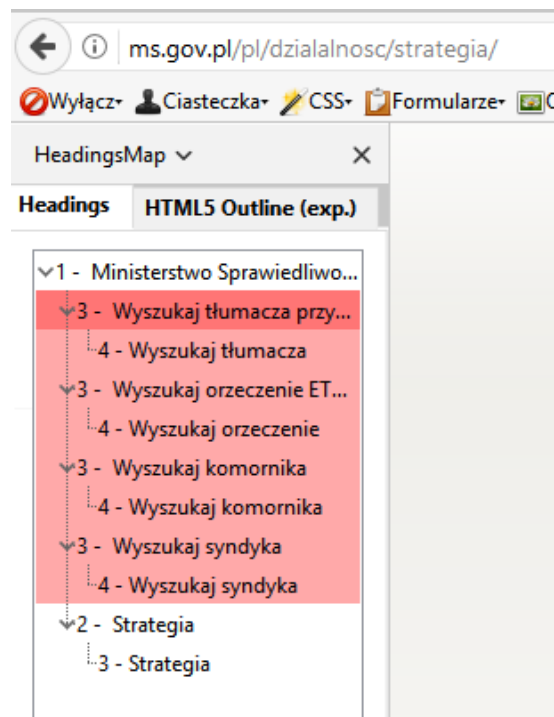 ms.gov.pl/pl/dzialalnosc/strategia/
Wyłącz Ciasteczka CSS Formularze
HeadingsMap
Headings HTML5 Outline (exp.)
1 - Ministerstwo Sprawiedliwo...
3 - Wyszukaj tłumacza przy...
4 - Wyszukaj tłumacza
3 - Wyszukaj orzeczenie ET...
4 - Wyszukaj orzeczenie
3 - Wyszukaj komornika
4 - Wyszukaj komornika
3 - Wyszukaj syndyka
4 - Wyszukaj syndyka
2 - Strategia
3 - Strategia